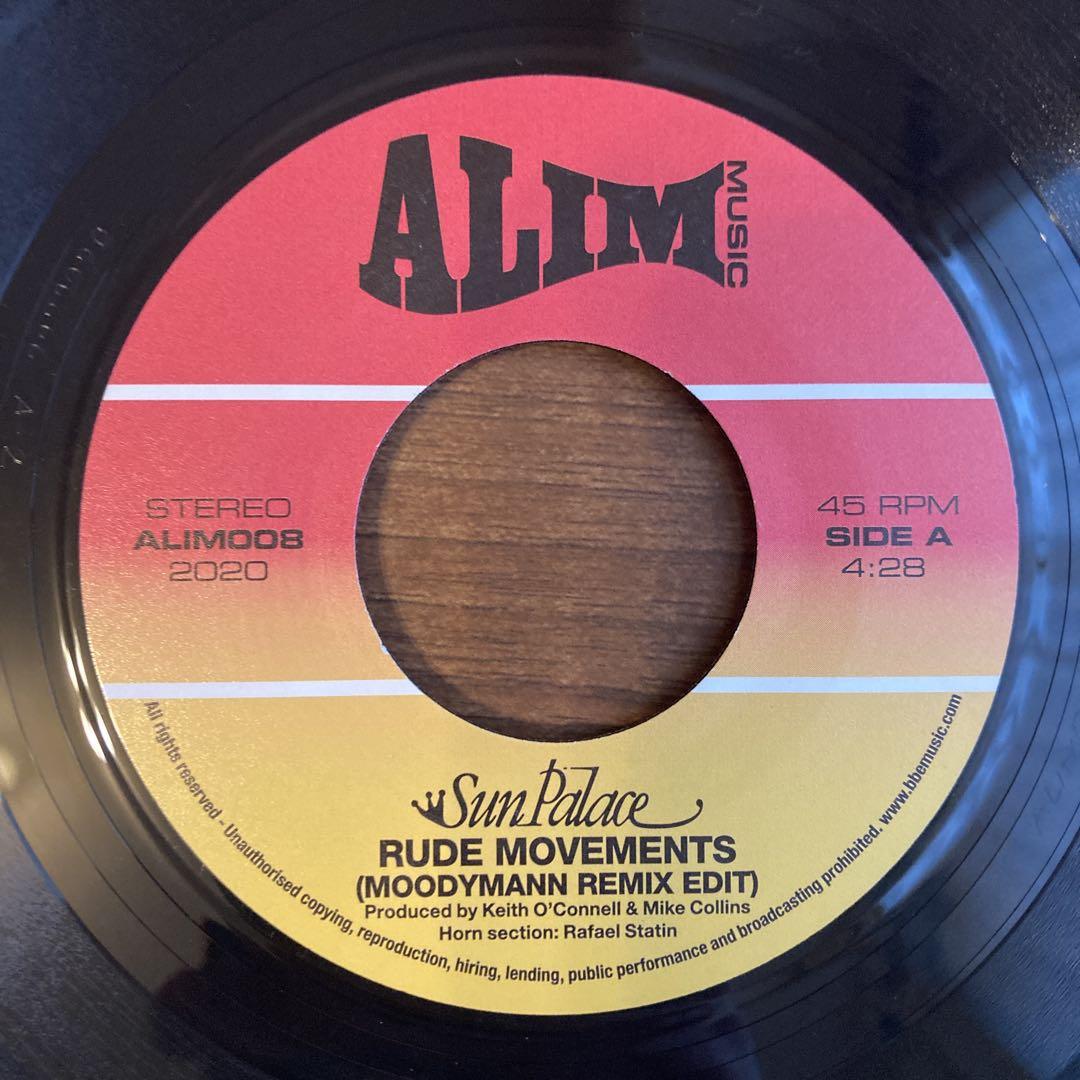 ALIM
MUSIC
STEREO
ALIM008
2020
45 RPM
SIDE A
4:28
Sun Palace
RUDE MOVEMENTS
(MOODYMANN REMIX EDIT)
Produced by Keith O'Connell & Mike Collins
Horn section: Rafael Statin
All rights reserved - Unauthorised copying, reproduction, hiring, lending, public performance and broadcasting prohibited. www.bbemusic.com